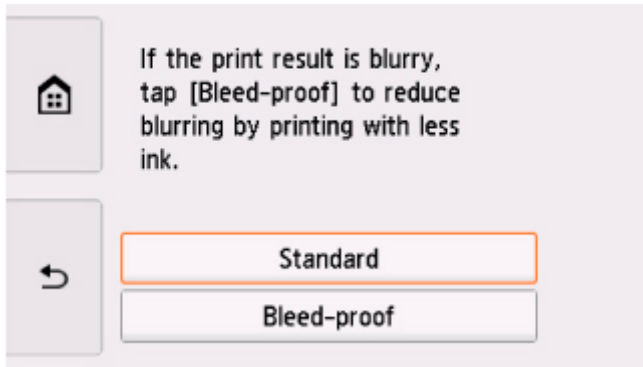 If the print result is blurry,
tap [Bleed-proof] to reduce
blurring by printing with less
ink.
Standard
Bleed-proof